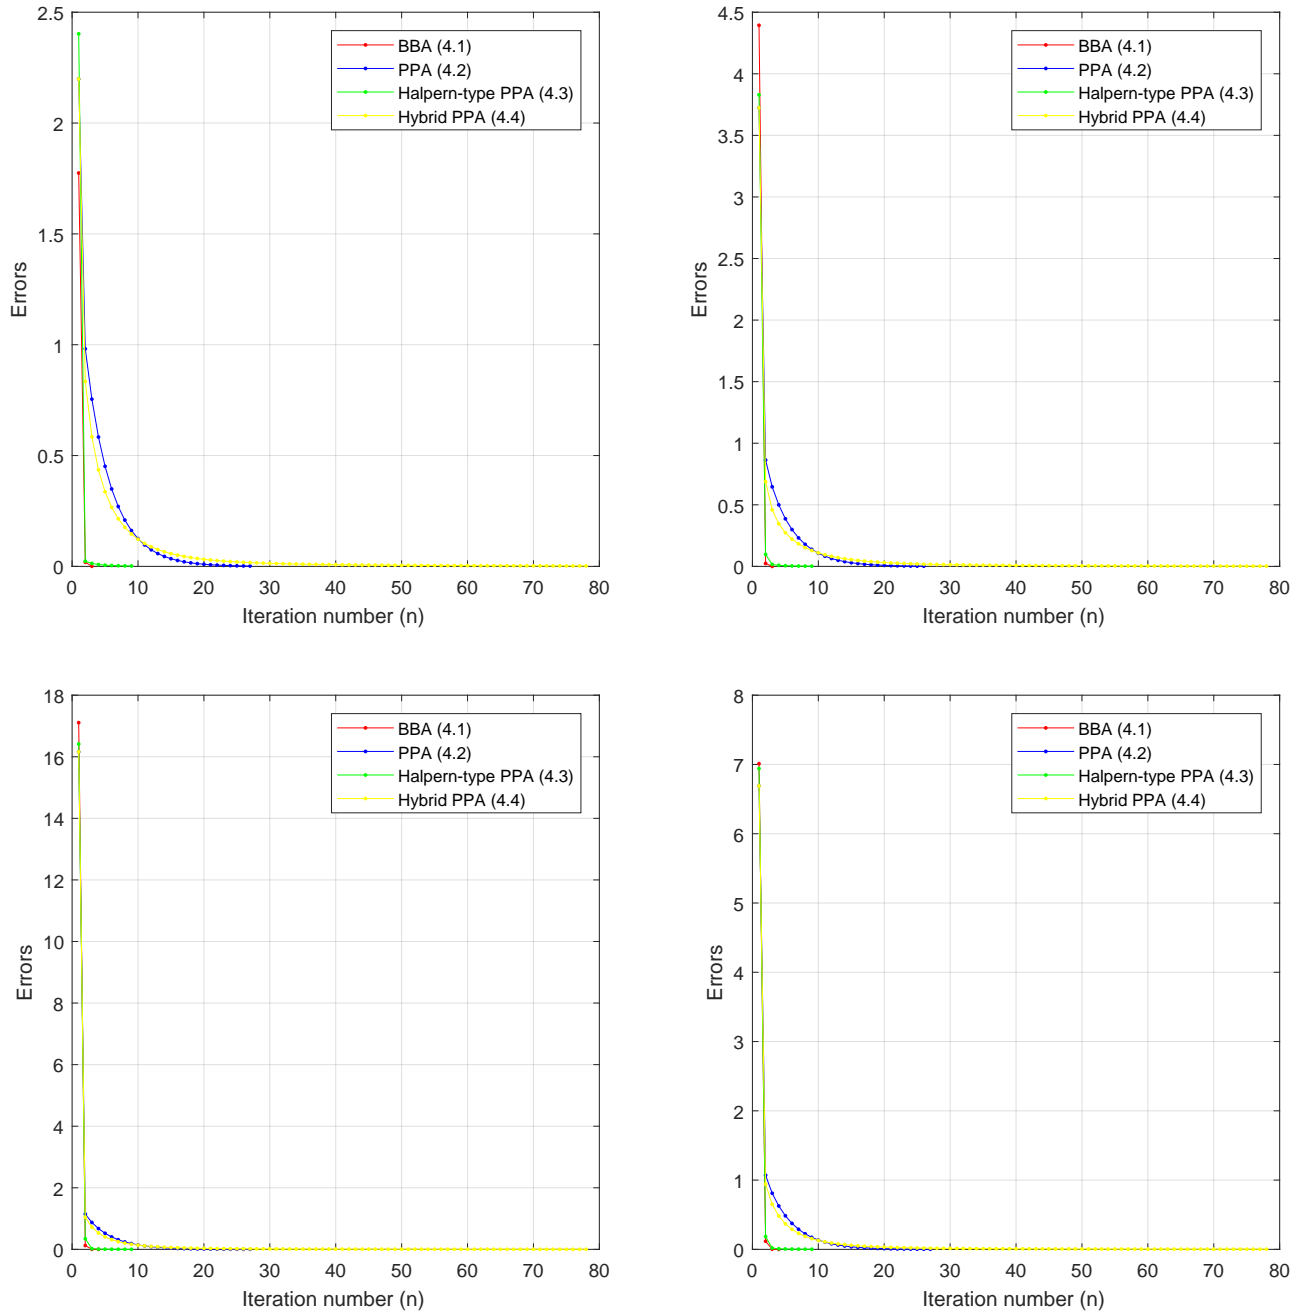 2.5
2
1.5
1
0.5
0
Errors
BBA (4.1)
PPA (4.2)
Halpern-type PPA (4.3)
Hybrid PPA (4.4)
0 10 20 30 40 50 60 70 80
Iteration number (n)
4.5
4
3.5
3
2.5
2
1.5
1
0.5
0
Errors
BBA (4.1)
PPA (4.2)
Halpern-type PPA (4.3)
Hybrid PPA (4.4)
0 10 20 30 40 50 60 70 80
Iteration number (n)
18
16
14
12
10
8
6
4
2
0
Errors
BBA (4.1)
PPA (4.2)
Halpern-type PPA (4.3)
Hybrid PPA (4.4)
0 10 20 30 40 50 60 70 80
Iteration number (n)
8
7
6
5
4
3
2
1
0
Errors
BBA (4.1)
PPA (4.2)
Halpern-type PPA (4.3)
Hybrid PPA (4.4)
0 10 20 30 40 50 60 70 80
Iteration number (n)